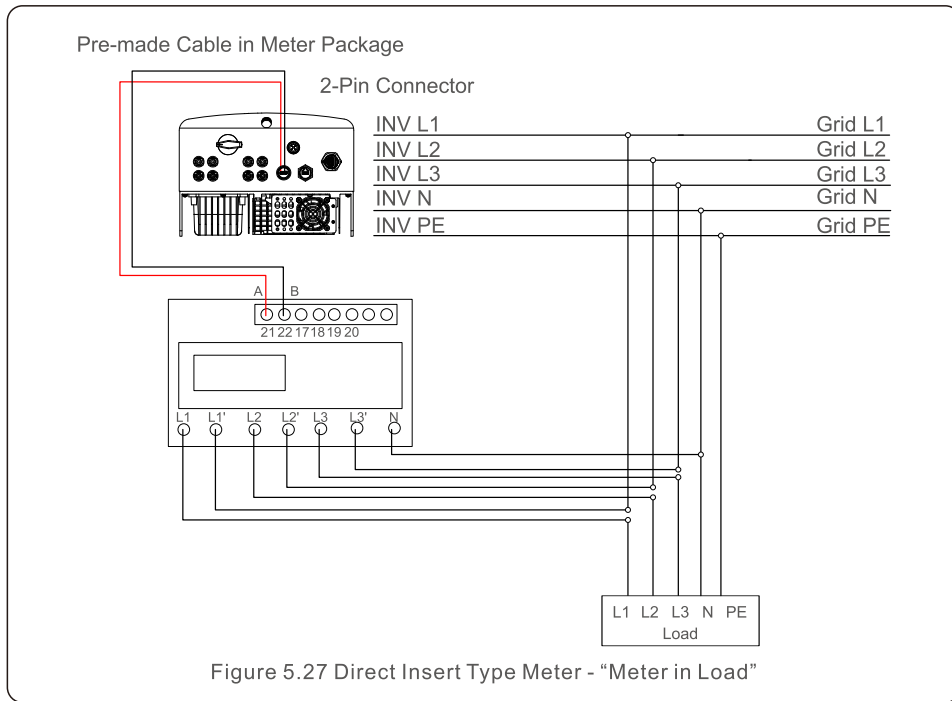 Pre-made Cable in Meter Package
2-Pin Connector
INV L1 Grid L1
INV L2 Grid L2
INV L3 Grid L3
INV N Grid N
INV PE Grid PE
A B
21 22 17 18 19 20
L1 L1' L2 L2' L3 L3' N
L1 L2 L3 N PE
Load
Figure 5.27 Direct Insert Type Meter - “Meter in Load”